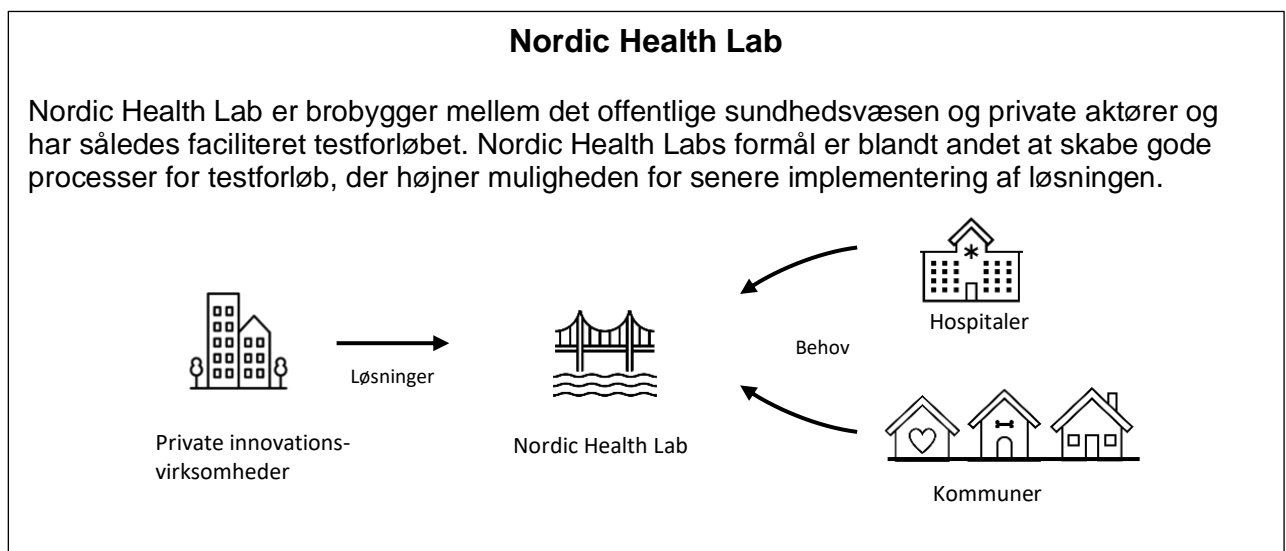 Nordic Health Lab
Nordic Health Lab er brobygger mellem det offentlige sundhedsvæsen og private aktører og
har således faciliteret testforløbet. Nordic Health Labs formål er blandt andet at skabe gode
processer for testforløb, der højner muligheden for senere implementering af løsningen.
Hospitaler
Behov
Løsninger
Private innovations-
virksomheder
Nordic Health Lab
Kommuner